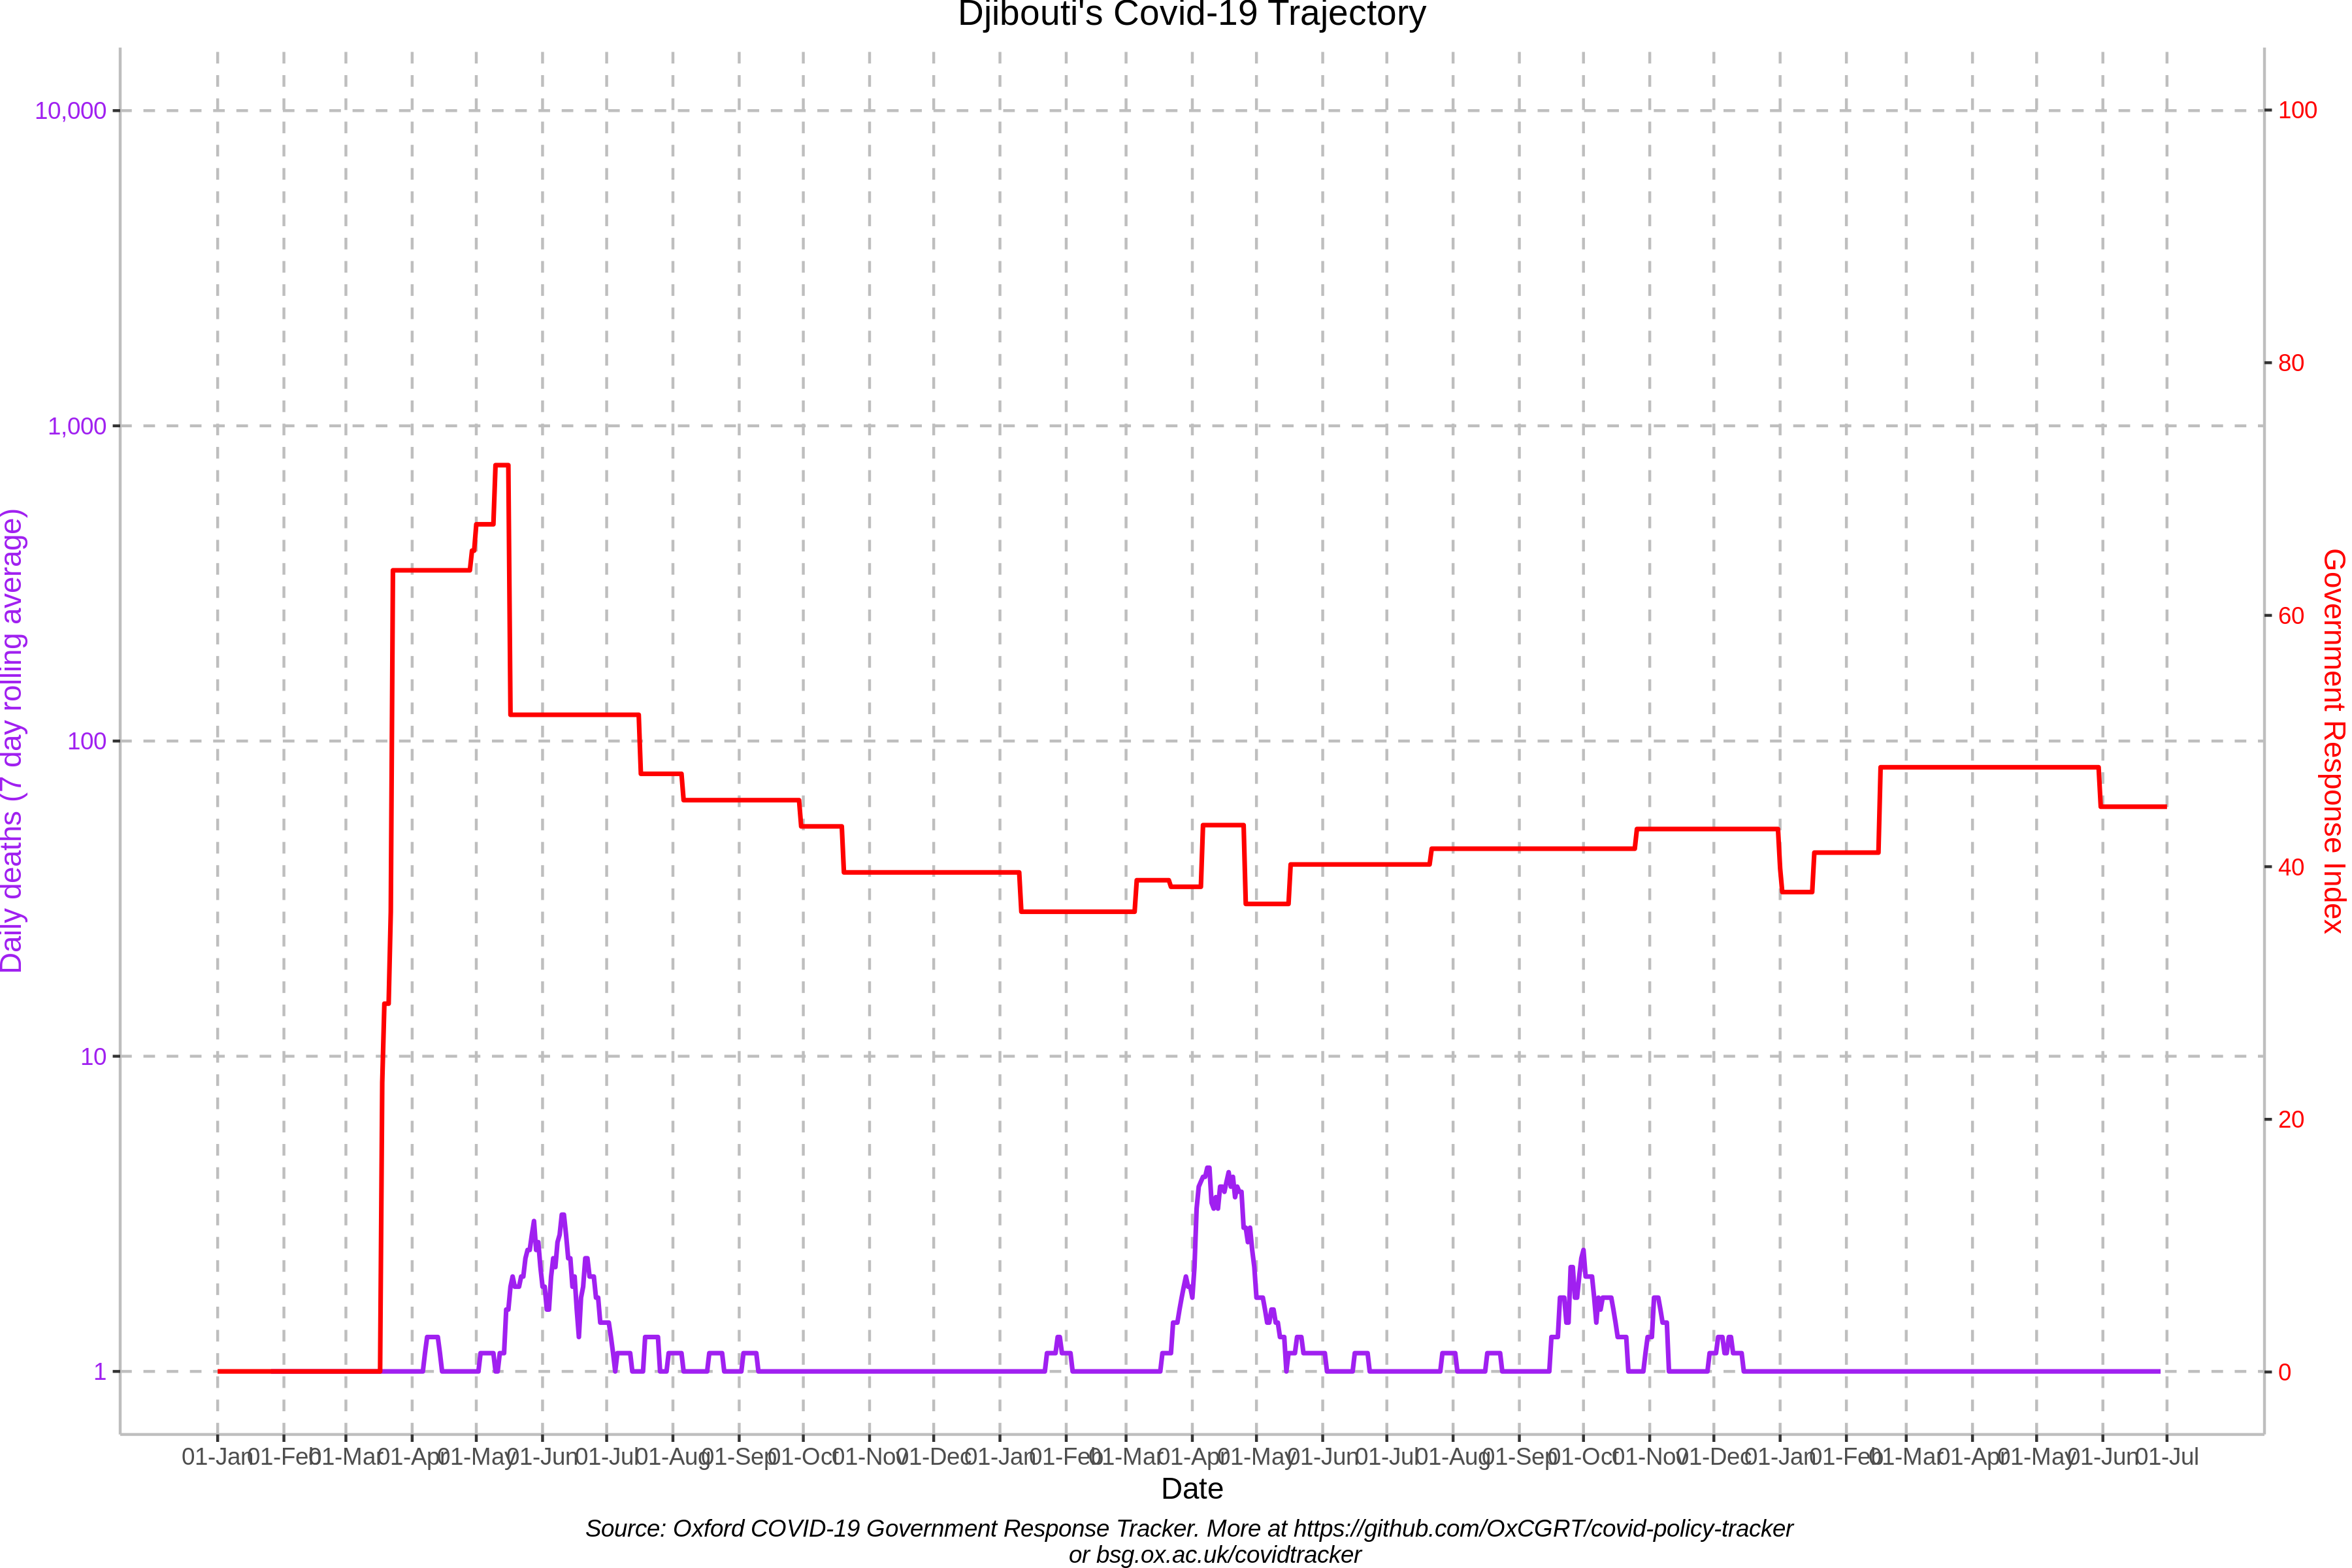 Djibouti's Covid-19 Trajectory
10,000
1,000
100
10
1
Daily deaths (7 day rolling average)
100
80
60
40
20
0
Government Response Index
01-Jan 01-Feb 01-Mar 01-Apr 01-May 01-Jun 01-Jul 01-Aug 01-Sep 01-Oct 01-Nov 01-Dec 01-Jan 01-Feb 01-Mar 01-Apr 01-May 01-Jun 01-Jul 01-Aug 01-Sep 01-Oct 01-Nov 01-Dec 01-Jan 01-Feb 01-Mar 01-Apr 01-May 01-Jun 01-Jul
Date
Source: Oxford COVID-19 Government Response Tracker. More at https://github.com/OxCGRT/covid-policy-tracker
or bsg.ox.ac.uk/covidtracker